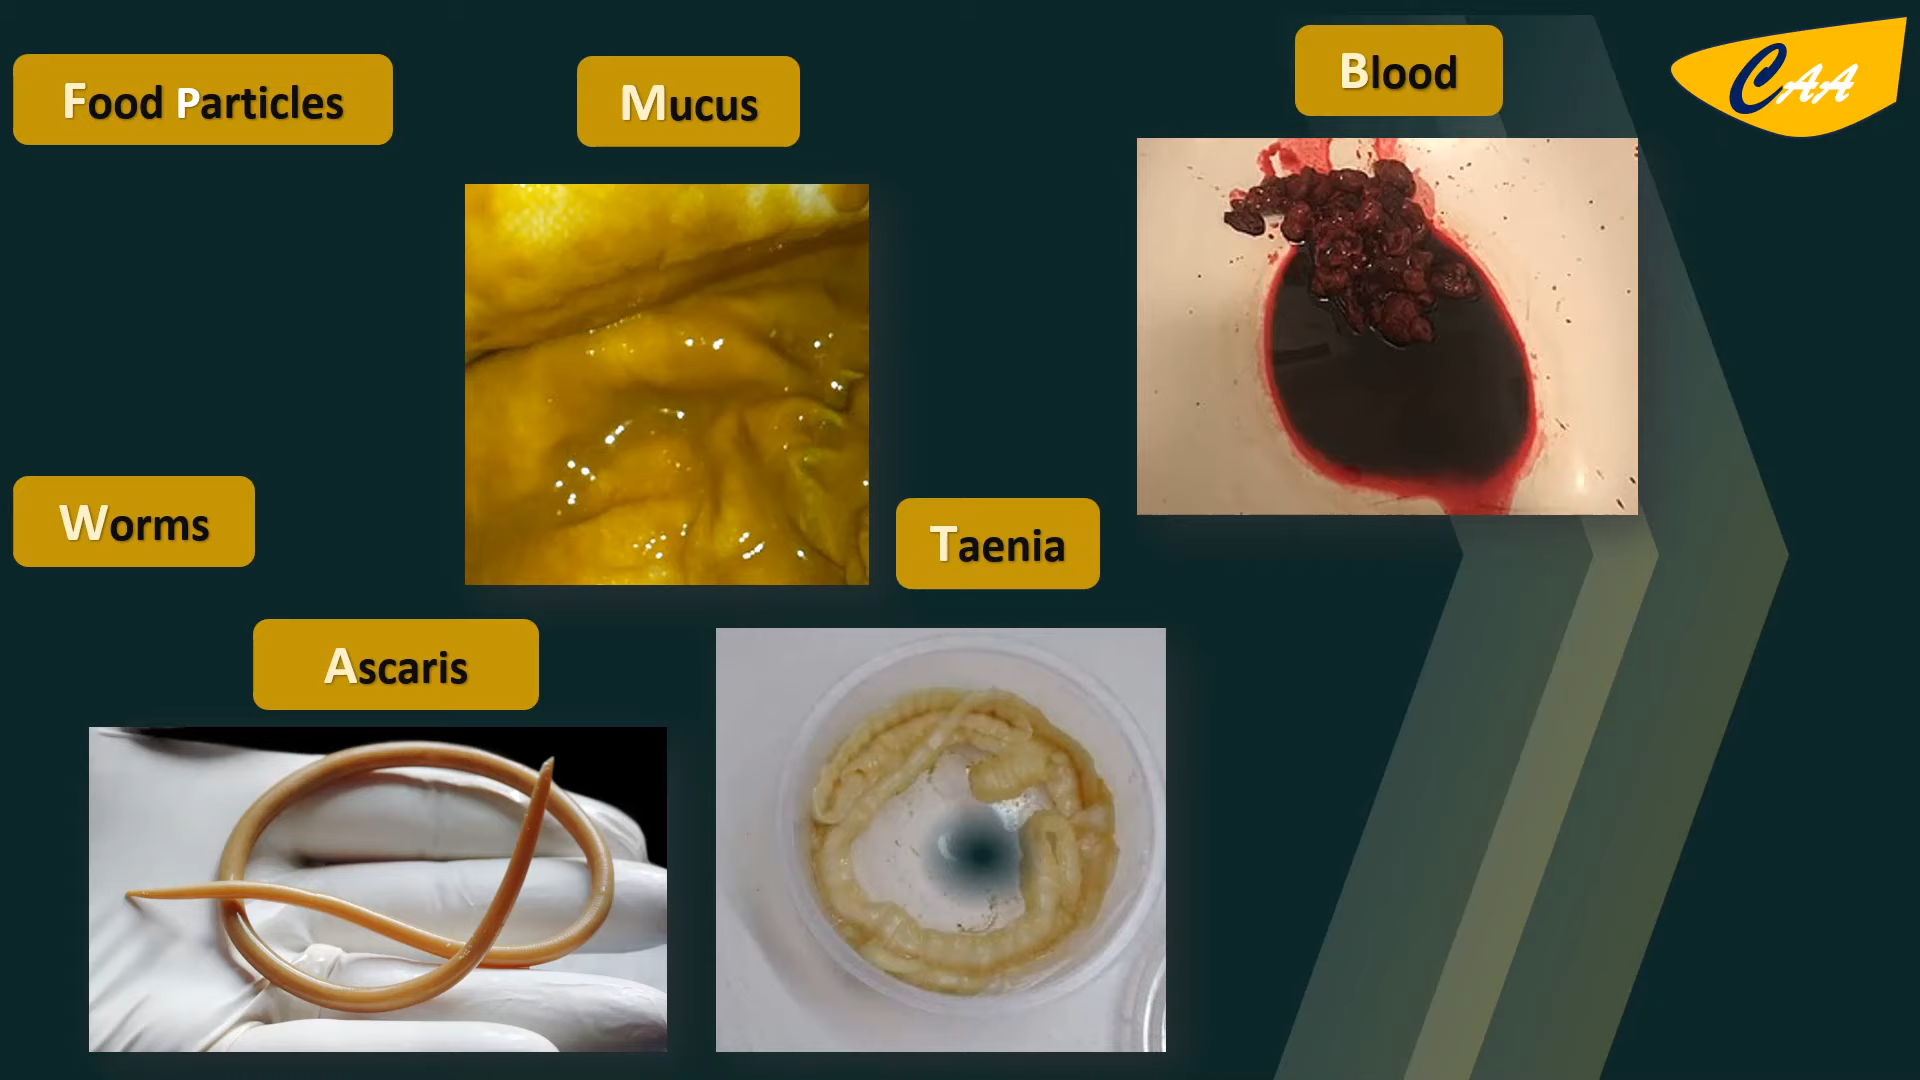 Food Particles
Mucus
Blood
CAA
Worms
Taenia
Ascaris